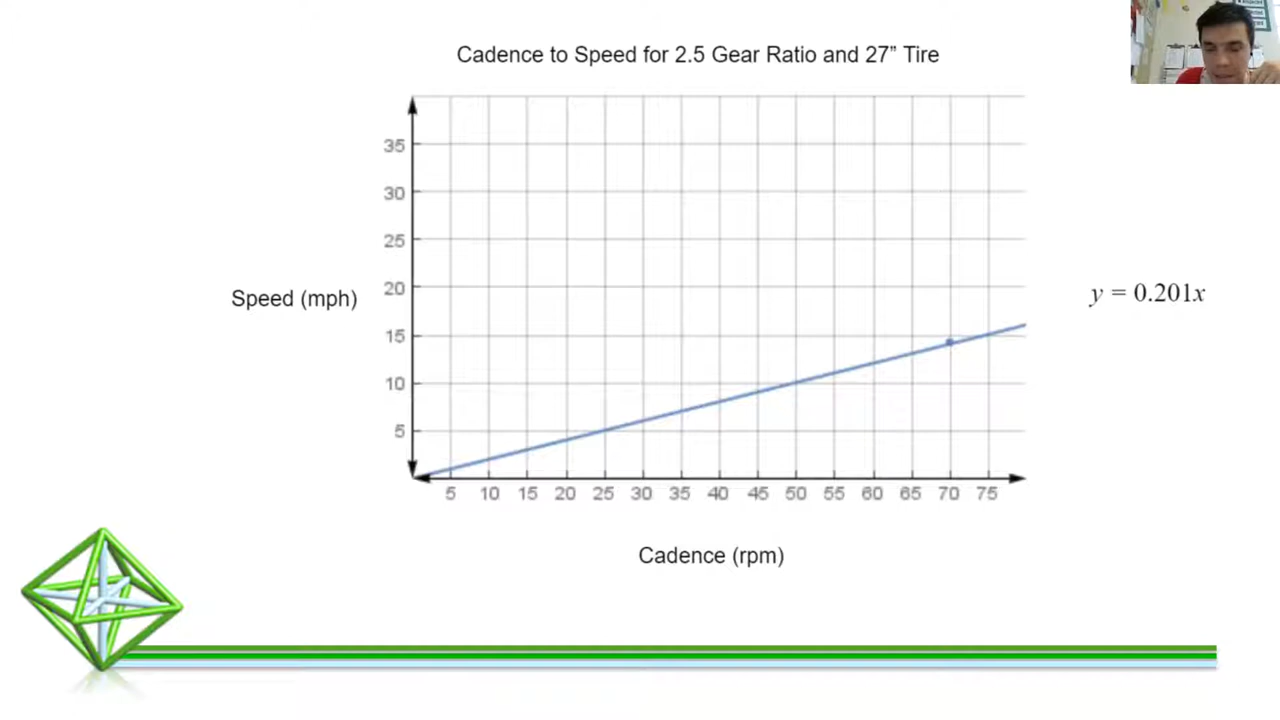 Cadence to Speed for 2.5 Gear Ratio and 27” Tire
35
30
25
20
15
10
5
Speed (mph)
y = 0.201x
5 10 15 20 25 30 35 40 45 50 55 60 65 70 75
Cadence (rpm)